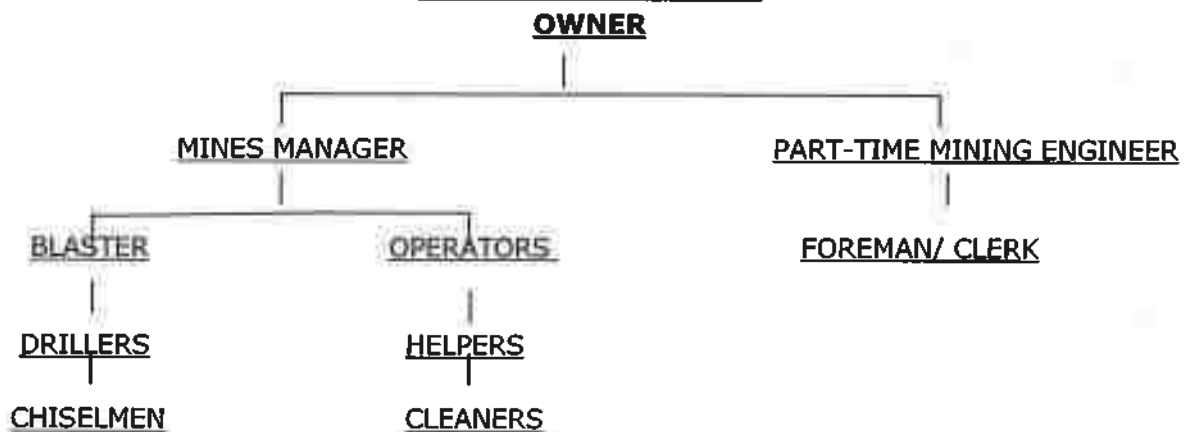 OWNER
MINES MANAGER PART-TIME MINING ENGINEER
BLASTER OPERATORS FOREMAN/ CLERK
DRILLERS HELPERS
CHISELMEN CLEANERS